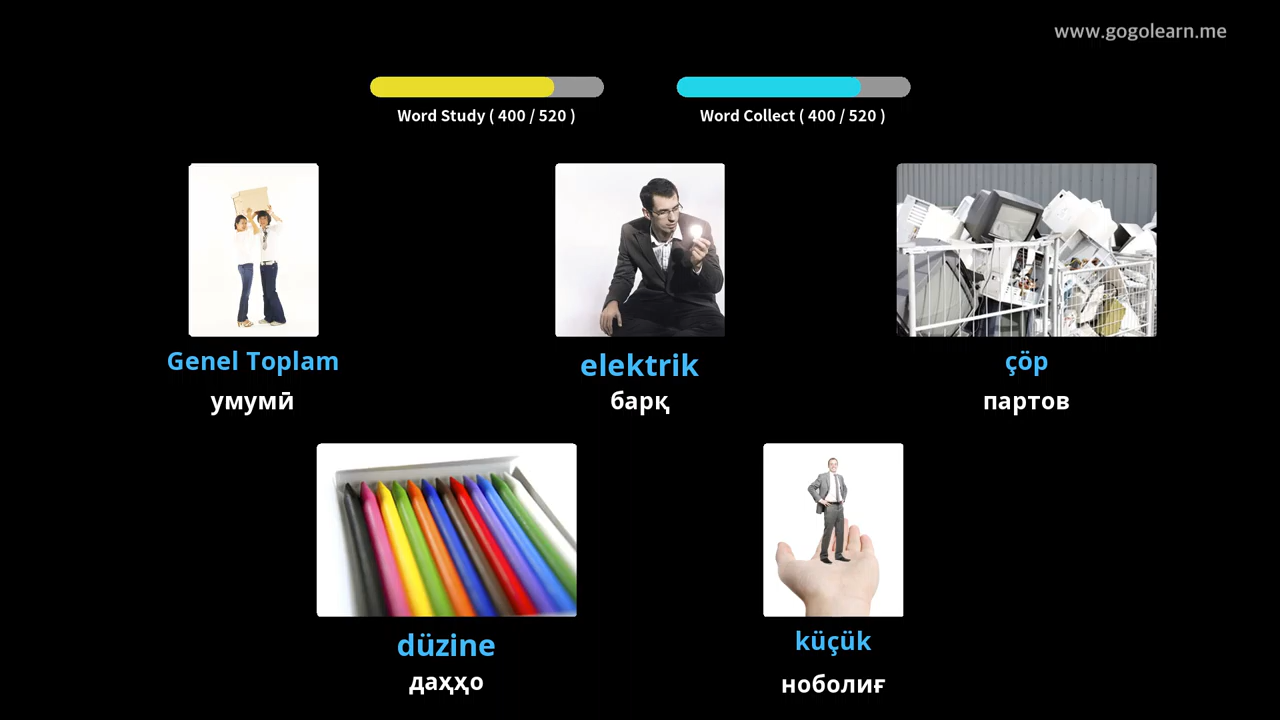 www.gogolearn.me
Word Study ( 400 / 520 )
Word Collect ( 400 / 520 )
Genel Toplam
умумӣ
elektrik
барқ
çöp
партов
düzine
даҳҳо
küçük
ноболиғ